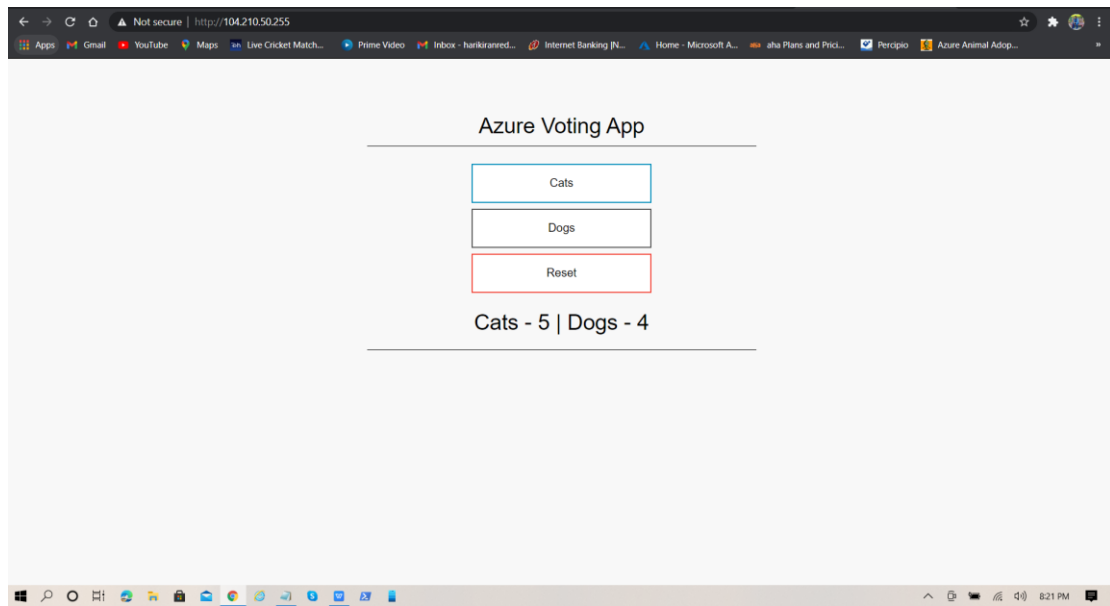 Not secure | http://104.210.50.255
Apps Gmail YouTube Maps Live Cricket Match... Prime Video Inbox - harikiranred... Internet Banking |N... Home - Microsoft A... aha Plans and Prici... Percipio Azure Animal Adop... »
Azure Voting App
Cats
Dogs
Reset
Cats - 5 | Dogs - 4
8:21 PM